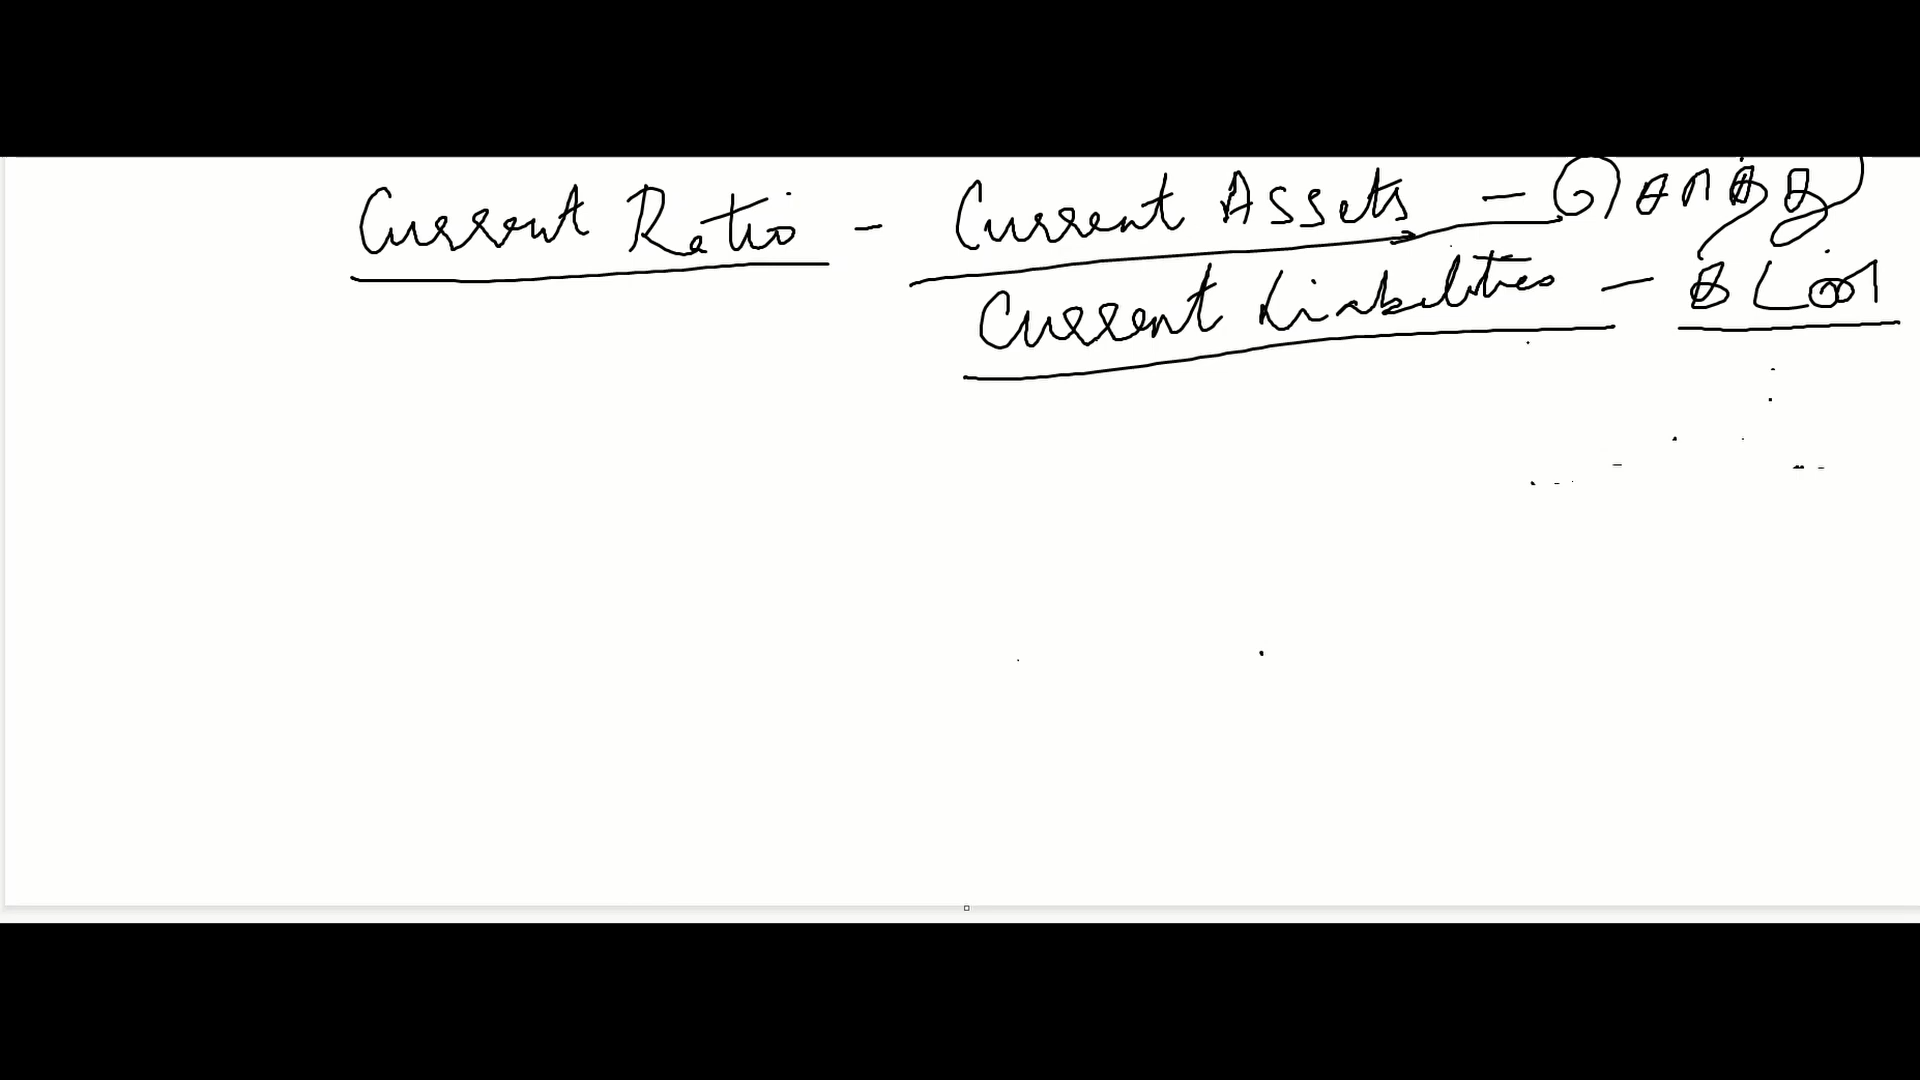 Current Ratio - Current Assets -
Current Liabilities -